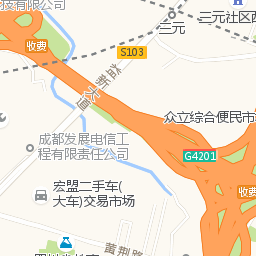 技有限公司
三元社区西
收费
三元
S103
新
大道
众立综合便民市
成都发展电信工
程有限责任公司
G4201
宏盟二手车(
大车)交易市场
黄荆路
收费